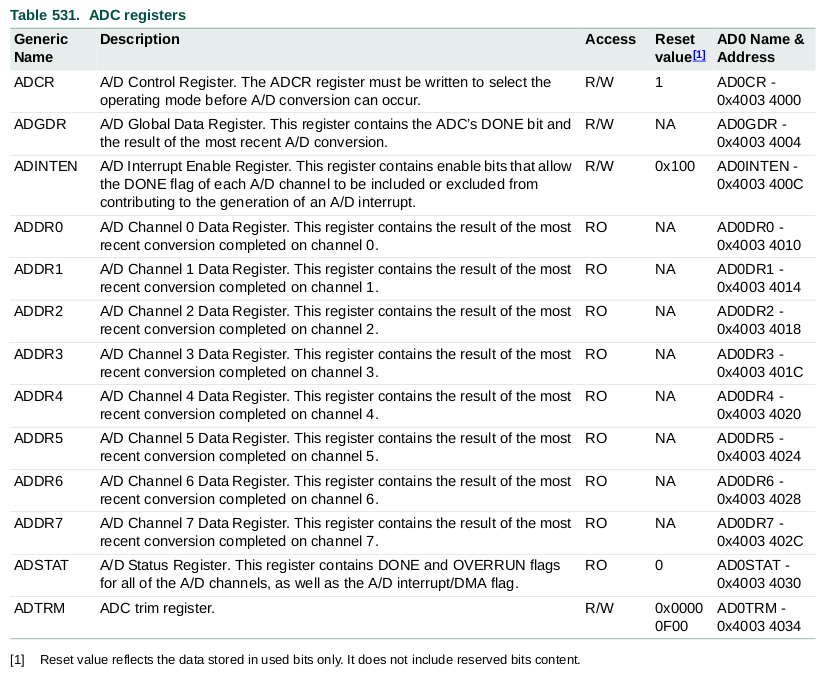 Table 531. ADC registers
Generic Name Description Access Reset value[1] AD0 Name & Address
ADCR A/D Control Register. The ADCR register must be written to select the R/W 1 AD0CR -
operating mode before A/D conversion can occur. 0x4003 4000
ADGDR A/D Global Data Register. This register contains the ADC's DONE bit and R/W NA AD0GDR -
the result of the most recent A/D conversion. 0x4003 4004
ADINTEN A/D Interrupt Enable Register. This register contains enable bits that allow R/W 0x100 AD0INTEN -
the DONE flag of each A/D channel to be included or excluded from 0x4003 400C
contributing to the generation of an A/D interrupt.
ADDR0 A/D Channel 0 Data Register. This register contains the result of the most RO NA AD0DR0 -
recent conversion completed on channel 0. 0x4003 4010
ADDR1 A/D Channel 1 Data Register. This register contains the result of the most RO NA AD0DR1 -
recent conversion completed on channel 1. 0x4003 4014
ADDR2 A/D Channel 2 Data Register. This register contains the result of the most RO NA AD0DR2 -
recent conversion completed on channel 2. 0x4003 4018
ADDR3 A/D Channel 3 Data Register. This register contains the result of the most RO NA AD0DR3 -
recent conversion completed on channel 3. 0x4003 401C
ADDR4 A/D Channel 4 Data Register. This register contains the result of the most RO NA AD0DR4 -
recent conversion completed on channel 4. 0x4003 4020
ADDR5 A/D Channel 5 Data Register. This register contains the result of the most RO NA AD0DR5 -
recent conversion completed on channel 5. 0x4003 4024
ADDR6 A/D Channel 6 Data Register. This register contains the result of the most RO NA AD0DR6 -
recent conversion completed on channel 6. 0x4003 4028
ADDR7 A/D Channel 7 Data Register. This register contains the result of the most RO NA AD0DR7 -
recent conversion completed on channel 7. 0x4003 402C
ADSTAT A/D Status Register. This register contains DONE and OVERRUN flags RO 0 AD0STAT -
for all of the A/D channels, as well as the A/D interrupt/DMA flag. 0x4003 4030
ADTRM ADC trim register. R/W 0x0000 AD0TRM -
0F00 0x4003 4034
[1] Reset value reflects the data stored in used bits only. It does not include reserved bits content.